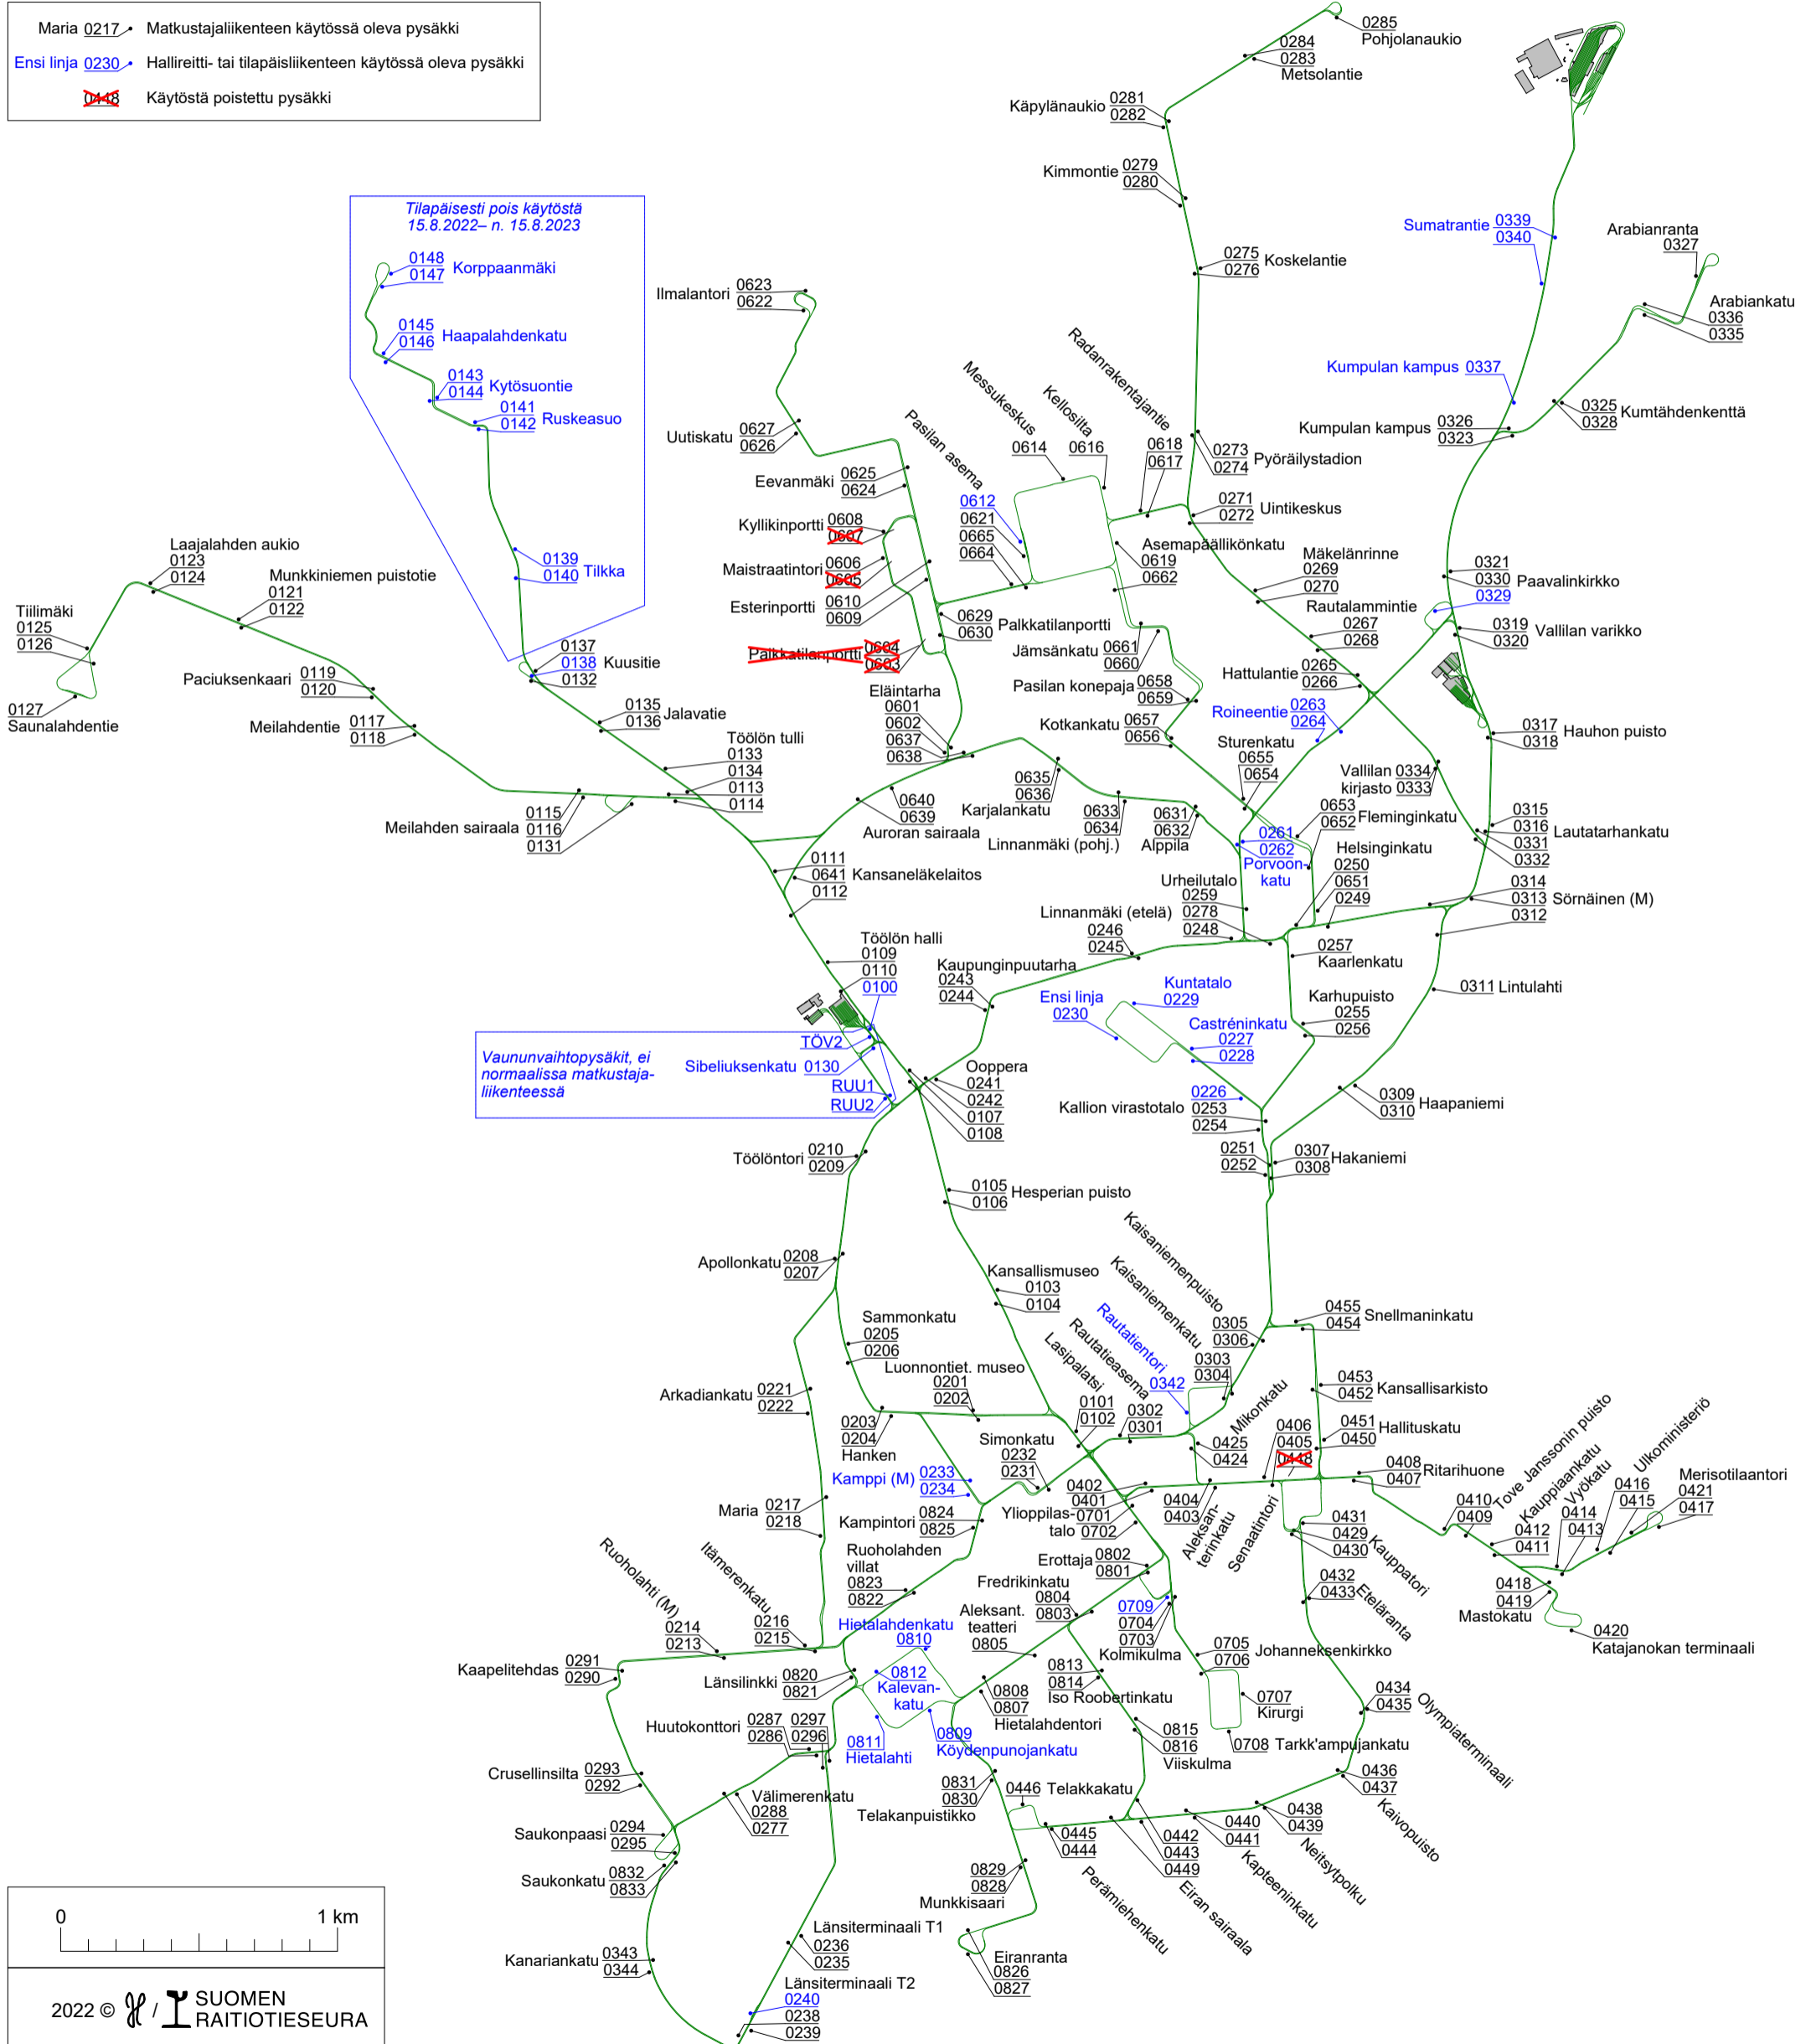 Maria 0217 Matkustajaliikenteen käytössä oleva pysäkki
Ensi linja 0230 Hallireitti- tai tilapäisliikenteen käytössä oleva pysäkki
0448 Käytöstä poistettu pysäkki
0285
Pohjolanaukio
0284
0283
Metsolantie
Käpylänaukio 0281
0282
Kimmontie 0279
0280
0275
0276
Koskelantie
Sumatrantie 0339
0340
Arabianranta
0327
Arabiankatu
0336
0335
Kumpulan kampus 0337
0325
0328
Kumtähdenkenttä
Kumpulan kampus 0326
0323
Tilapäisesti pois käytöstä
15.8.2022– n. 15.8.2023
0148
0147
Korppaanmäki
0145
0146
Haapalahdenkatu
0143
0144
Kytösuontie
0141
0142
Ruskeasuo
0139
0140
Tilkka
0137
0138
0132
Kuusitie
Ilmalantori 0623
0622
Uutiskatu 0627
0626
Eevanmäki 0625
0624
Kyllikinportti 0608
0607
Maistraatintori 0606
0605
Esterinportti 0610
0609
Palkkatilanportti 0604
0603
0629
0630
Palkkatilanportti
Pasilan asema
0612
0621
0665
0664
Messukeskus
0614
Kellosilta
0616
Radanrakentajantie
0618
0617
0273
0274
Pyöräilystadion
0271
0272
Uintikeskus
Asemapäällikönkatu
0619
0662
Mäkelänrinne
0269
0270
Rautalammintie
0267
0268
Hattulantie 0265
0266
Roineentie 0263
0264
0321
0330
0329
Paavalinkirkko
0319
0320
Vallilan varikko
0317
0318
Hauhon puisto
Jämsänkatu 0661
0660
Pasilan konepaja 0658
0659
Kotkankatu 0657
0656
Sturenkatu
0655
0654
Vallilan
kirjasto
0334
0333
0653
0652
Fleminginkatu
0315
0316
0331
0332
Lautatarhankatu
Laajalahden aukio
0123
0124
Munkkiniemen puistotie
0121
0122
Tiilimäki
0125
0126
0127
Saunalahdentie
Paciuksenkaari 0119
0120
Meilahdentie 0117
0118
Meilahden sairaala
0115
0116
0131
0135
0136
Jalavatie
Töölön tulli
0133
0134
0113
0114
Eläintarha
0601
0602
0637
0638
0640
0639
Auroran sairaala
0635
0636
Karjalankatu
0633
0634
Linnanmäki (pohj.)
0631
0632
Alppila
0261
0262
Porvoon-
katu
0111
0641
0112
Kansaneläkelaitos
Helsinginkatu
0250
0651
0249
Urheilutalo
0259
0278
0248
Linnanmäki (etelä)
0246
0245
0314
0313
0312
Sörnäinen (M)
Töölön halli
0109
0110
0100
Kaupunginpuutarha
0243
0244
0257
Kaarlenkatu
0311 Lintulahti
Ensi linja
0230
Kuntatalo
0229
Castréninkatu
0227
0228
Karhupuisto
0255
0256
Vaununvaihtopysäkit, ei
normaalissa matkustaja-
liikenteessä
TÖV2
Sibeliuksenkatu 0130
RUU1
RUU2
Ooppera
0241
0242
0107
0108
0226
Kallion virastotalo 0253
0254
0309
0310
Haapaniemi
0251
0252
0307
0308
Hakaniemi
Töölöntori 0210
0209
0105
0106
Hesperian puisto
Apollonkatu 0208
0207
Kansallismuseo
0103
0104
Kaisaniemenpuisto
0305
0306
Kaisaniemenkatu
0303
0304
Rautatientori
0342
Rautatieasema
0302
0301
Lasipalatsi
0101
0102
0455
0454
Snellmaninkatu
Sammonkatu
0205
0206
Luonnontiet. museo
0201
0202
Arkadiankatu 0221
0222
0203
0204
Hanken
Simonkatu
0232
0231
Kamppi (M) 0233
0234
Mikonkatu
0425
0424
0453
0452
Kansallisarkisto
0451
0450
Hallituskatu
0406
0405
0448
Senaatintori
0408
0407
Ritarihuone
0410
0409
Tove Janssonin puisto
0412
0411
Kauppiaankatu
0414
0413
Vyökatu
0416
0415
Ulkoministeriö
Merisotilaantori
0421
0417
Maria 0217
0218
Kampintori 0824
0825
0402
0401
0701
0702
Ylioppilas-
talo
0404
0403
Aleksan-
terinkatu
0431
0429
0430
Kauppatori
0432
0433
Eteläranta
0418
0419
Mastokatu
0420
Katajanokan terminaali
Ruoholahden
villat
0823
0822
Erottaja 0802
0801
Fredrikinkatu
0804
0803
Aleksant.
teatteri
0805
0709
0704
0703
Kolmikulma
0705
0706
Johanneksenkirkko
Ruoholahti (M)
0214
0213
Itämerenkatu
0216
0215
Hietalahdenkatu
0810
Kaapelitehdas 0291
0290
Länsilinkki 0820
0821
0812
Kalevan-
katu
0811
Hietalahti
0809
Köydenpunojankatu
0808
0807
Hietalahdentori
0813
0814
Iso Roobertinkatu
0707
Kirurgi
0708 Tarkk'ampujankatu
0434
0435
Olympiaterminaali
Huutokonttori 0287
0286
0297
0296
0815
0816
Viiskulma
Crusellinsilta 0293
0292
Välimerenkatu
0288
0277
0831
0830
Telakanpuistikko
0446 Telakkakatu
0436
0437
Kaivopuisto
0438
0439
Neitsytpolku
0440
0441
Kapteeninkatu
0442
0443
0449
Eiran sairaala
0445
0444
Perämiehenkatu
Saukonpaasi 0294
0295
Saukonkatu 0832
0833
0829
0828
Munkkisaari
Kanariankatu 0343
0344
Länsiterminaali T1
0236
0235
Länsiterminaali T2
0240
0238
0239
Eiranranta
0826
0827
0 1 km
2022 © / SUOMEN
RAITIOTIESEURA